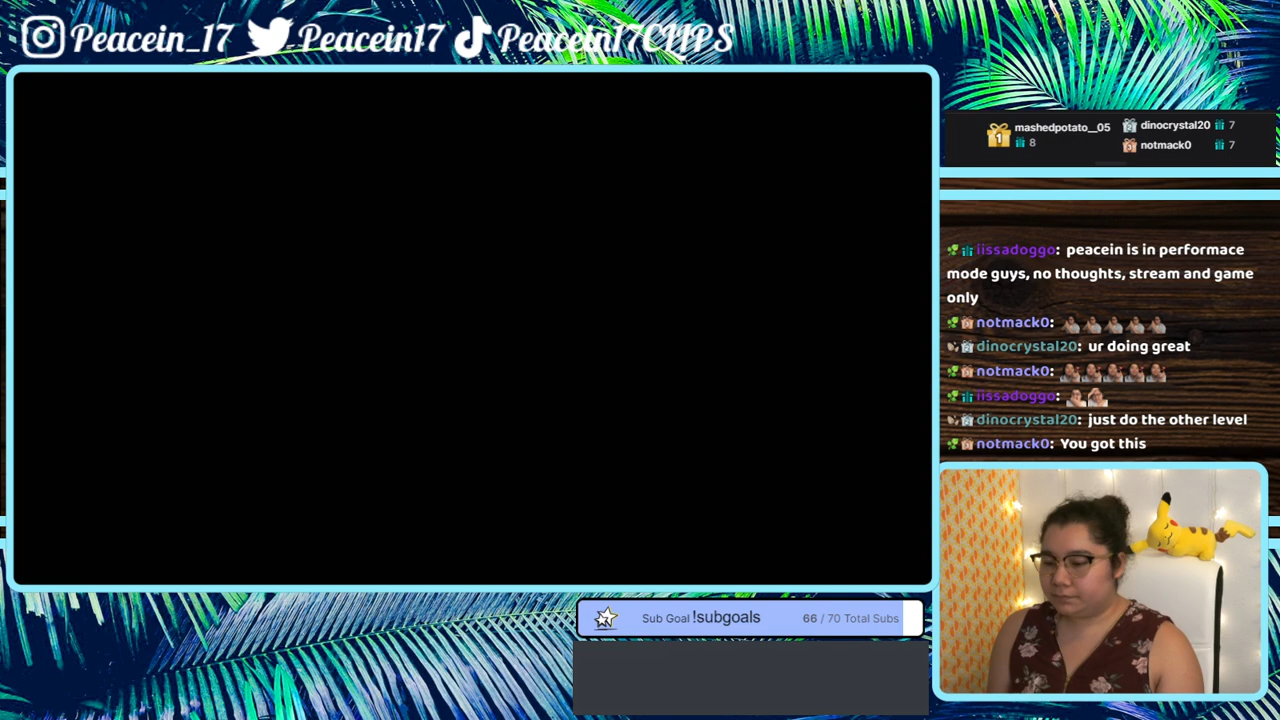 Peacein_17 Peacein17 Peacein17ClIPS
mashedpotato__05
8
dinocrystal20 7
notmack0 7
iissadoggo: peacein is in performace
mode guys, no thoughts, stream and game
only
notmack0:
dinocrystal20: ur doing great
notmack0:
iissadoggo:
dinocrystal20: just do the other level
notmack0: You got this
Sub Goal !subgoals 66 / 70 Total Subs